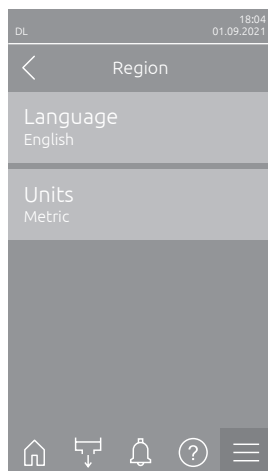 18:04
DL 01.09.2021
Region
Language
English
Units
Metric
?